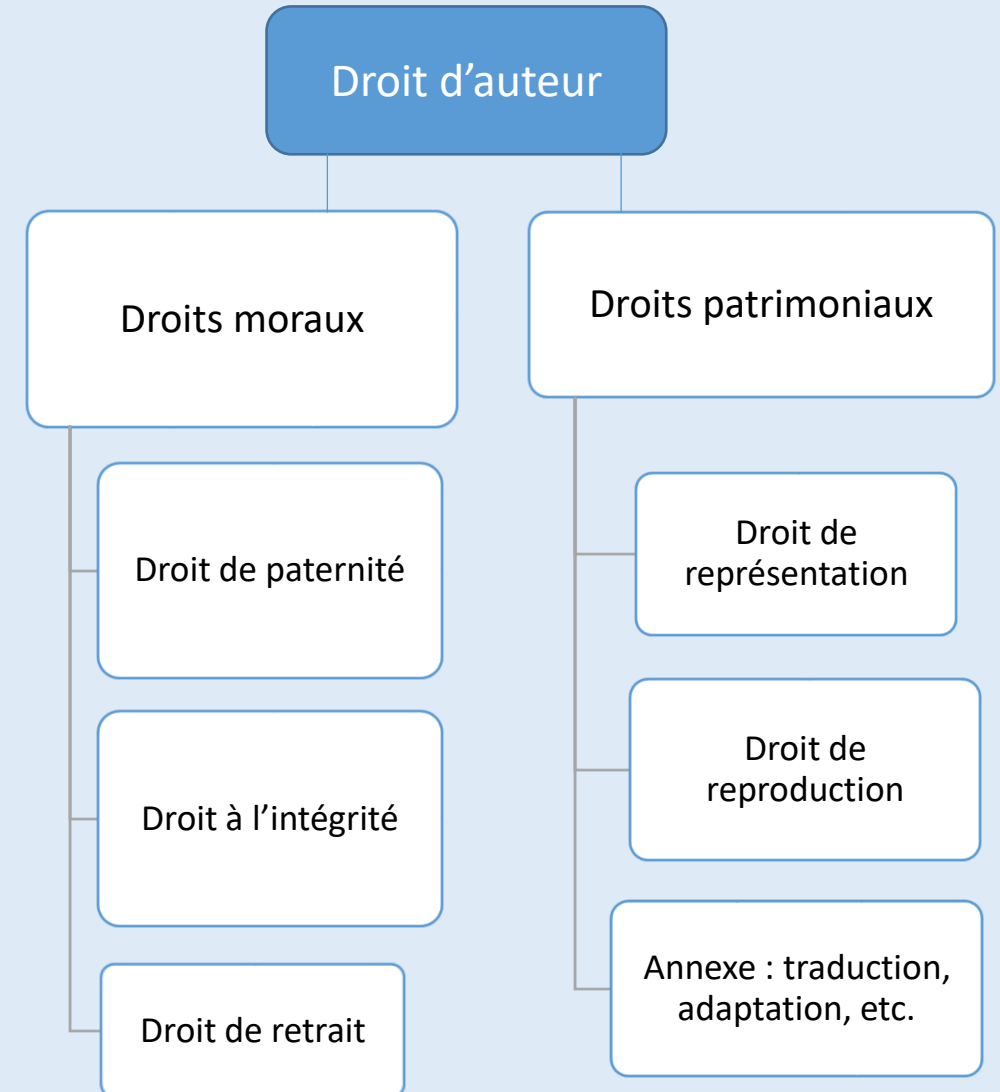 Droit d’auteur
Droits moraux
Droit de paternité
Droit à l’intégrité
Droit de retrait
Droits patrimoniaux
Droit de
représentation
Droit de
reproduction
Annexe : traduction,
adaptation, etc.